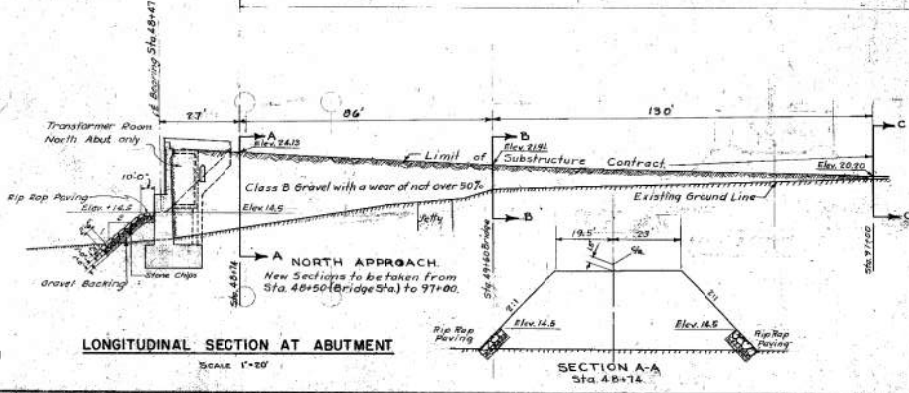 ₵ Bearing Sta. 48+47
27'
86'
130'
Transformer Room
North Abut. only
A
Elev. 24.13
B
Elev. 21.91
C
Limit of Substructure Contract
Elev. 20.20
10'-0"
Rip Rap Paving
Elev. +14.5
Class B Gravel with a wear of not over 50%
Elev. 14.5
Jetty
Existing Ground Line
B
C
Stone Chips
Gravel Backing
Sta. 48+74
A
NORTH APPROACH.
New Sections to be taken from
Sta. 48+50 (Bridge Sta.) to 97+00.
Sta. 49+60 Bridge
Sta. 97+00
19.5'
23'
2:1
2:1
Rip Rap
Paving
Elev. 14.5
Elev. 14.5
Rip Rap
Paving
LONGITUDINAL SECTION AT ABUTMENT
SCALE 1"=20'
SECTION A-A
Sta. 48+74